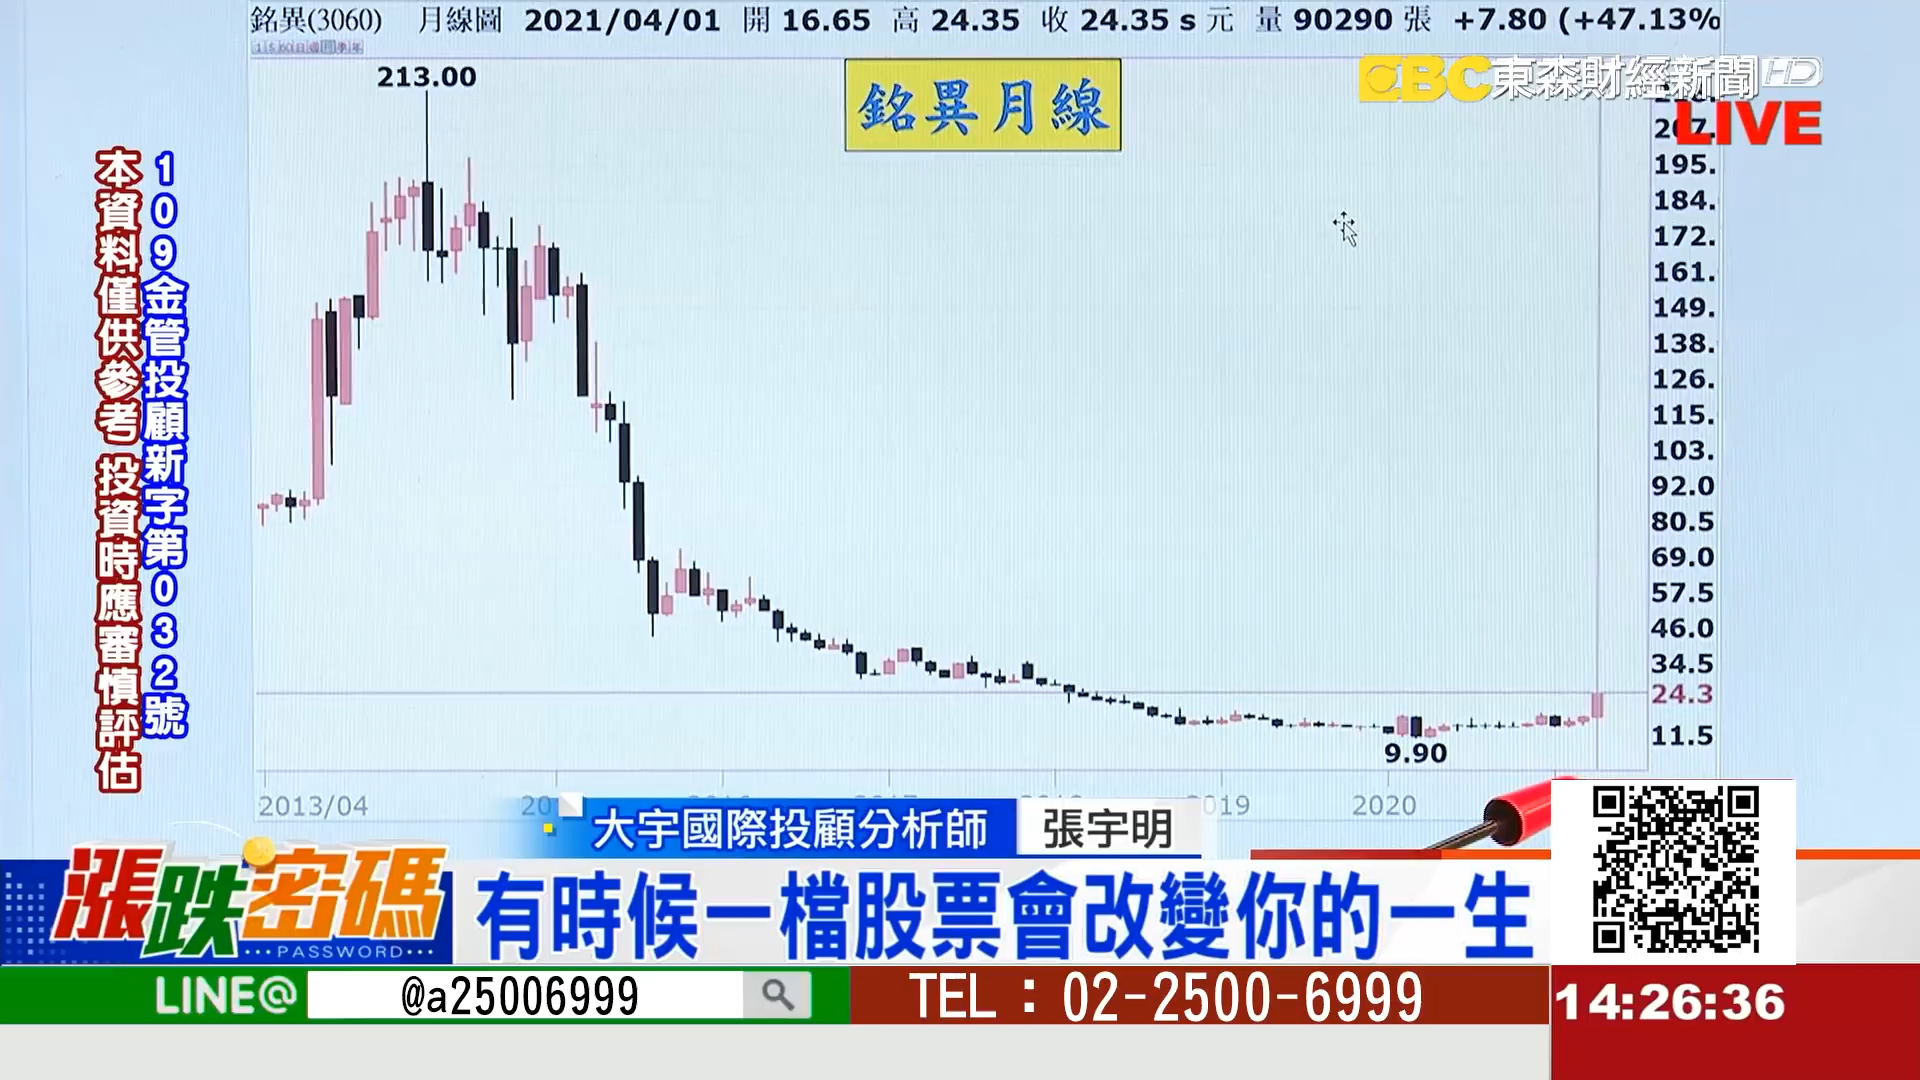 銘異(3060) 月線圖 2021/04/01 開 16.65 高 24.35 收 24.35 s 元 量 90290 張 +7.80 (+47.13%
213.00
銘異月線
EBC東森財經新聞HD
LIVE
207.
195.
184.
172.
161.
149.
138.
126.
115.
103.
92.0
80.5
69.0
57.5
46.0
34.5
24.3
11.5
9.90
109金管投顧新字第032號
本資料僅供參考 投資時應審慎評估
2013/04
2019
2020
大宇國際投顧分析師 張宇明
漲跌密碼
PASSWORD
有時候一檔股票會改變你的一生
LINE@ @a25006999 TEL：02-2500-6999 14:26:36